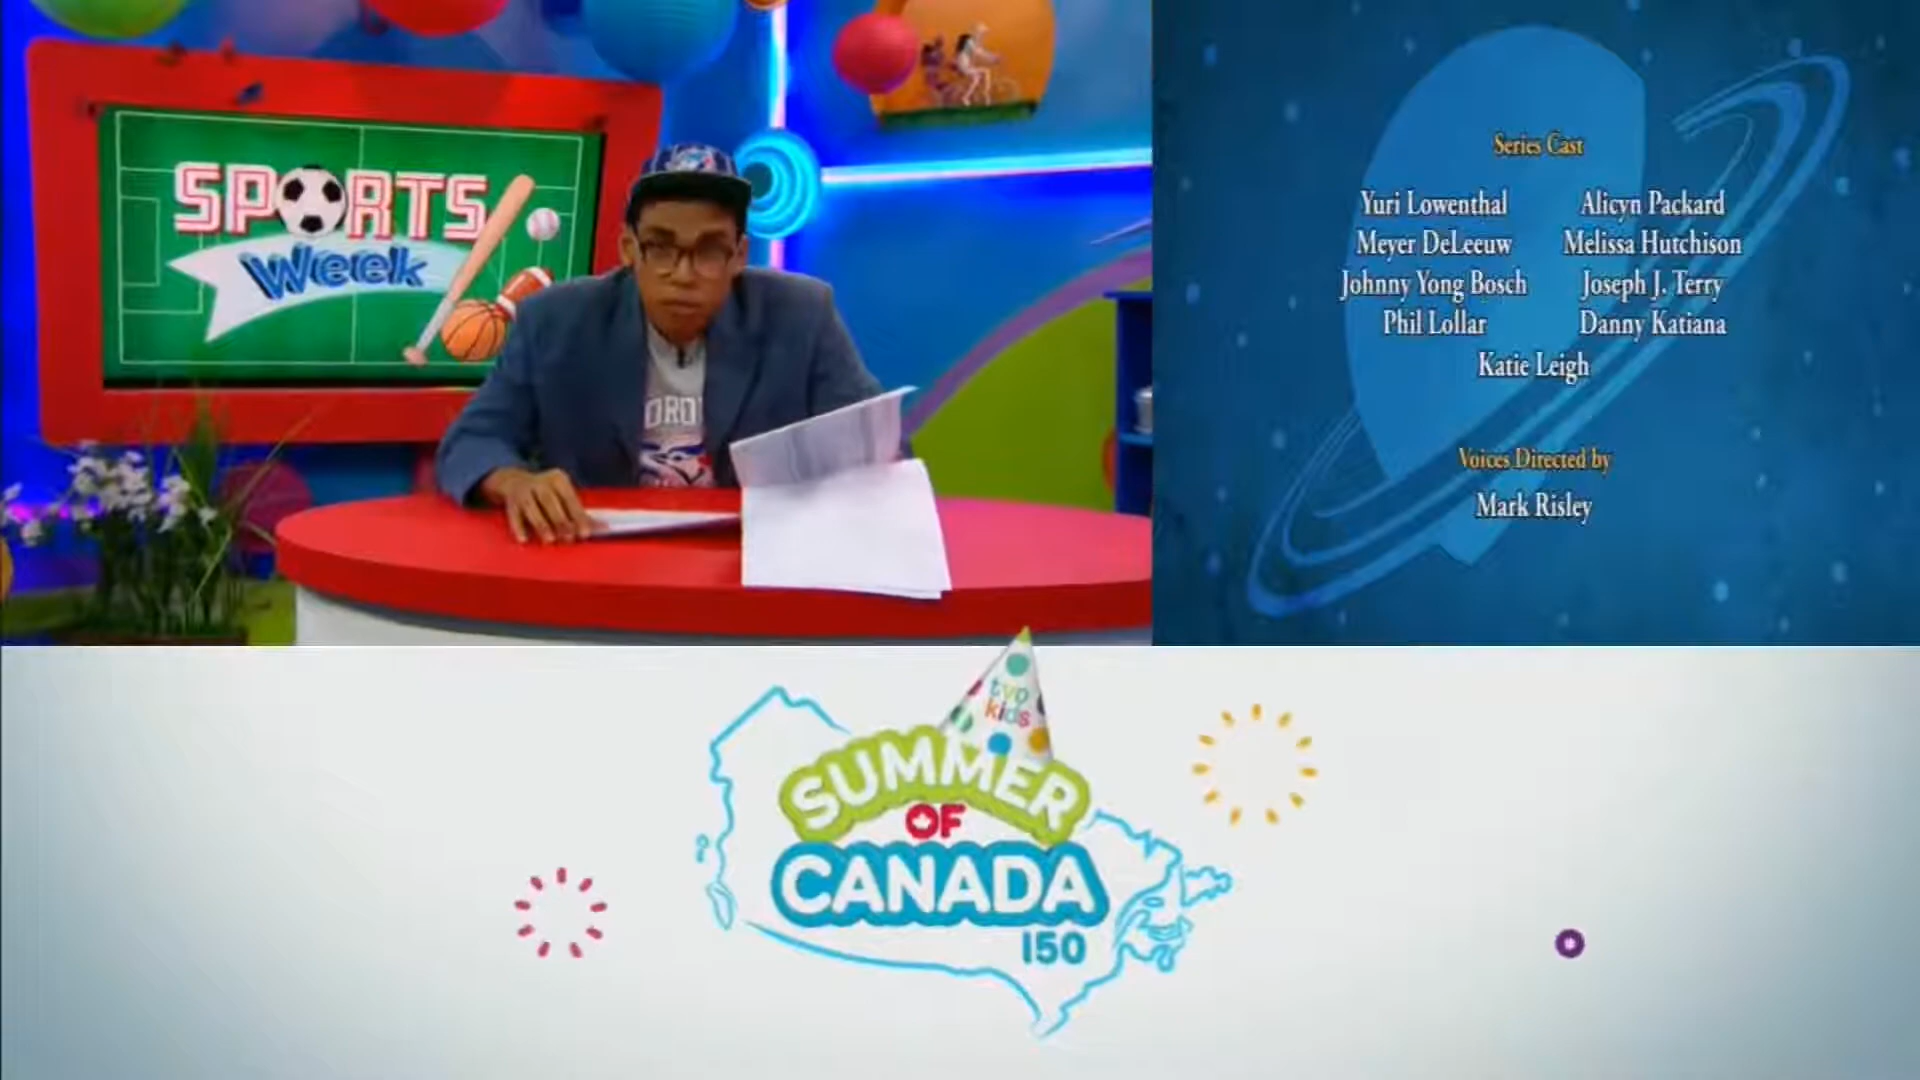 SPORTS
Week
ORO
Series Cast
Yuri Lowenthal Alicyn Packard
Meyer DeLeeuw Melissa Hutchison
Johnny Yong Bosch Joseph J. Terry
Phil Lollar Danny Katiana
Katie Leigh
Voices Directed by
Mark Risley
tvo
kids
SUMMER
OF
CANADA
150